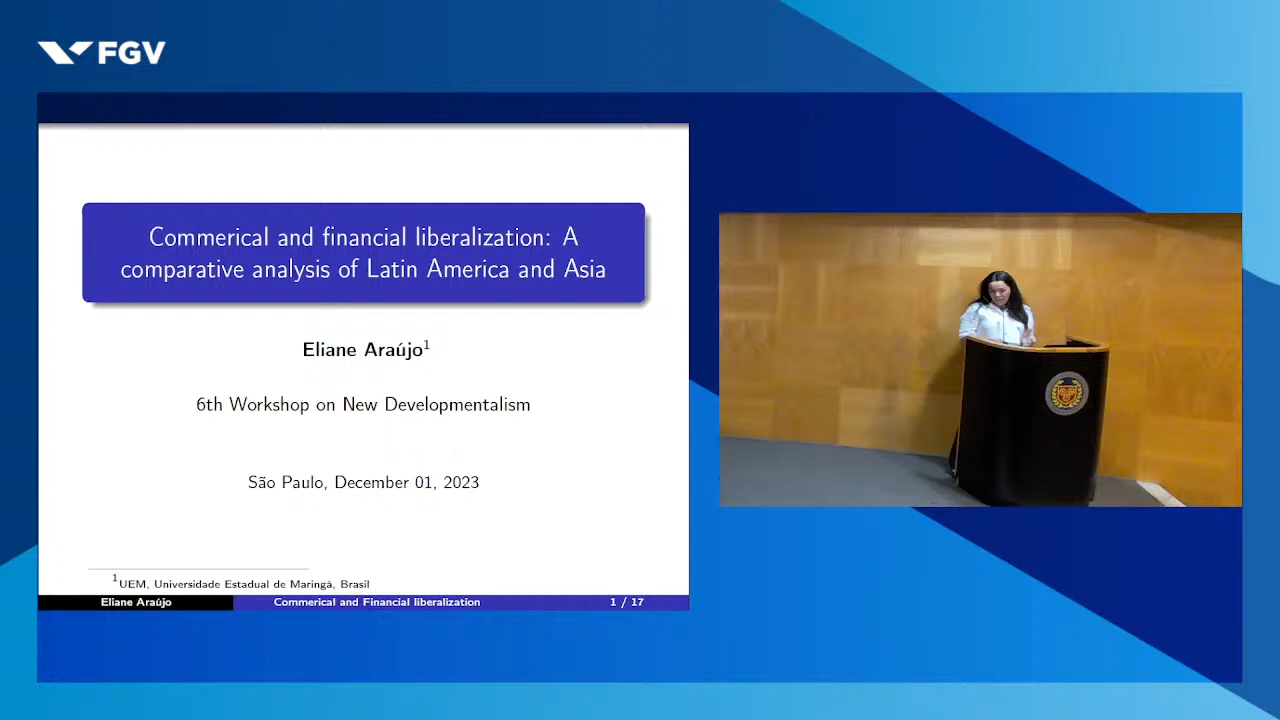 FGV
Commerical and financial liberalization: A
comparative analysis of Latin America and Asia
Eliane Araújo1
6th Workshop on New Developmentalism
São Paulo, December 01, 2023
1UEM, Universidade Estadual de Maringá, Brasil
Eliane Araújo Commerical and Financial liberalization 1 / 17